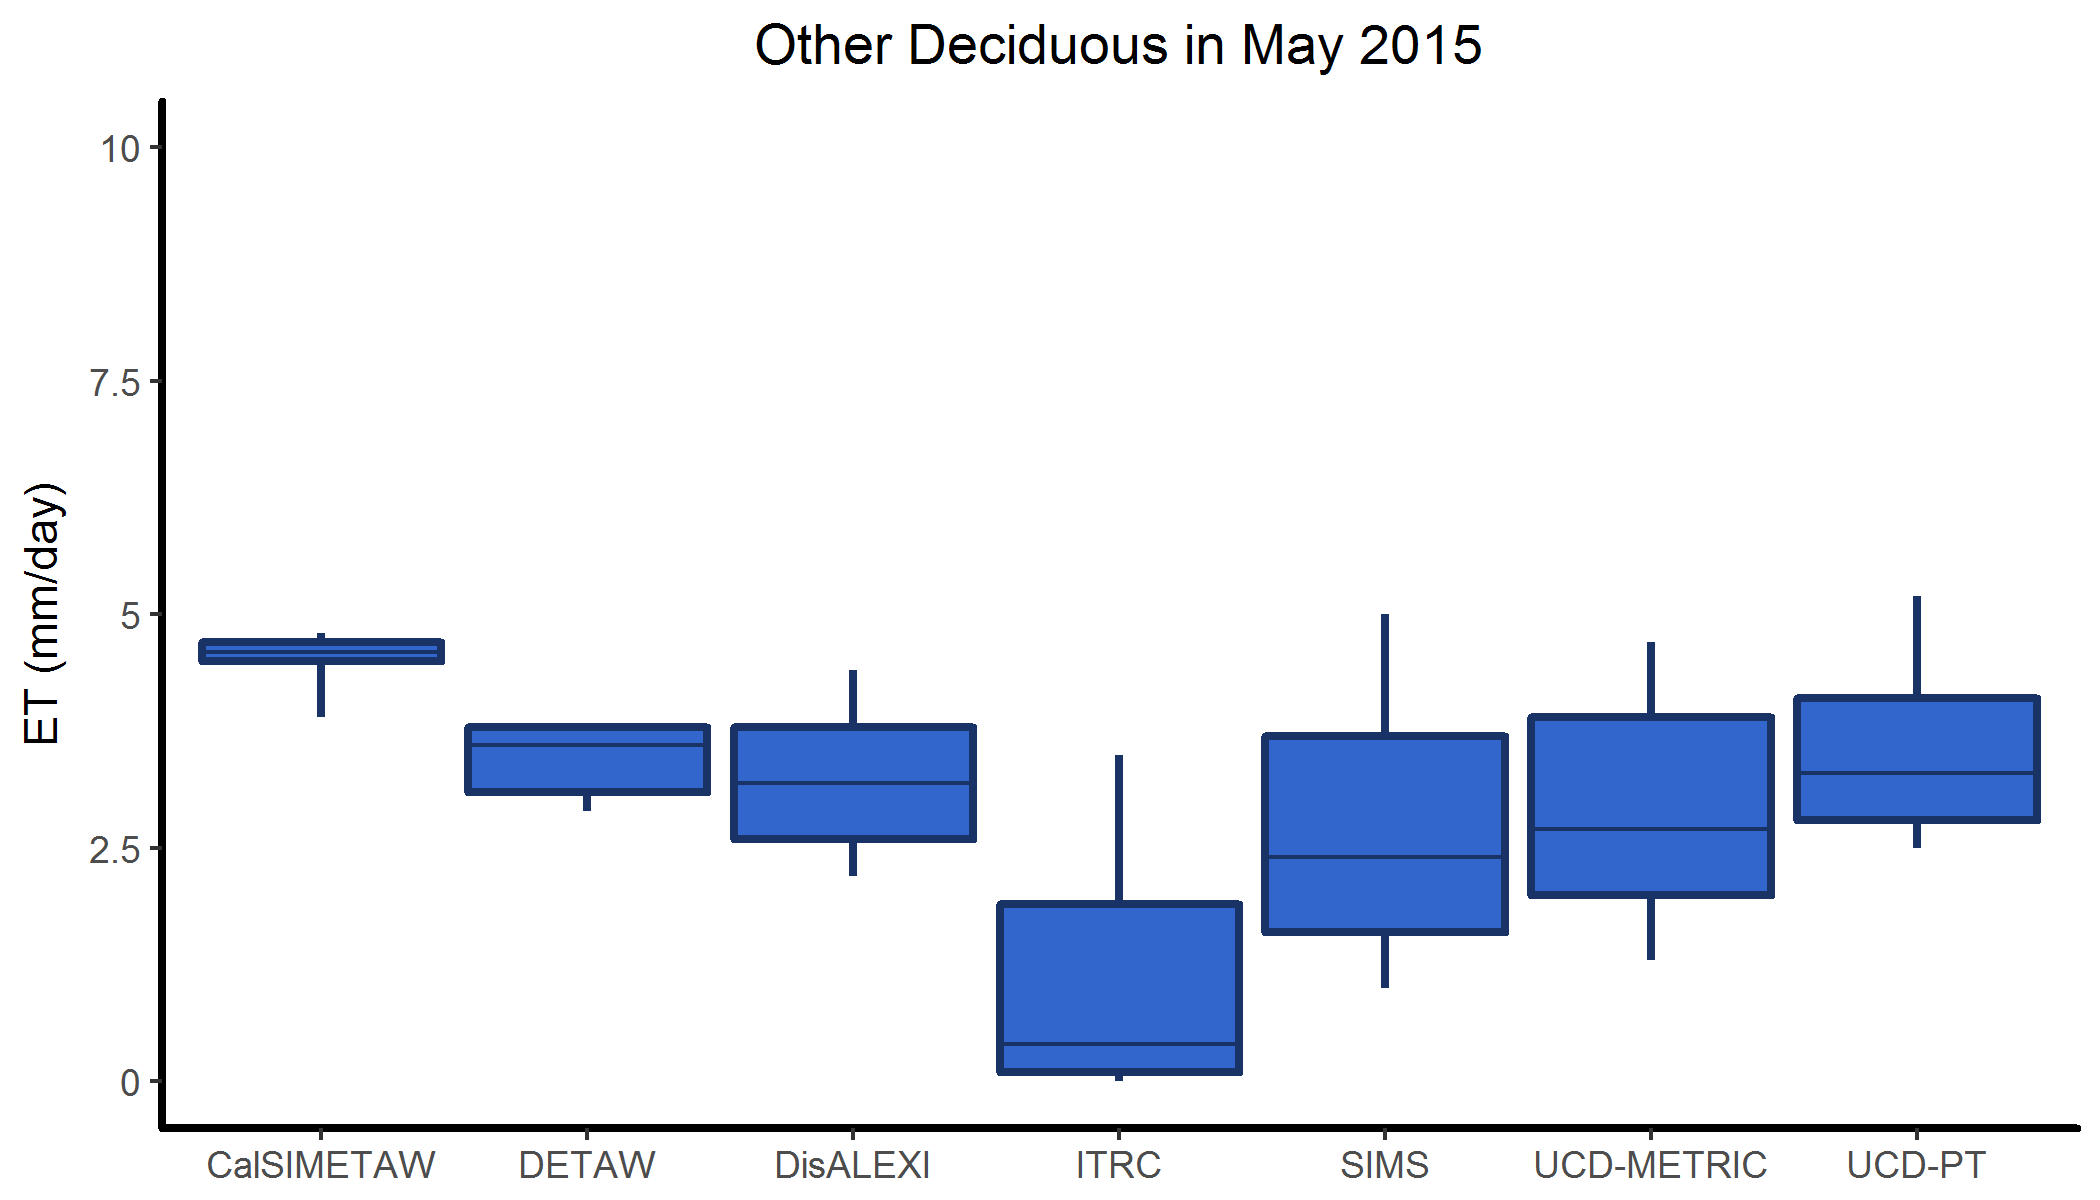 Other Deciduous in May 2015
ET (mm/day)
10
7.5
5
2.5
0
CalSIMETAW
DETAW
DisALEXI
ITRC
SIMS
UCD-METRIC
UCD-PT